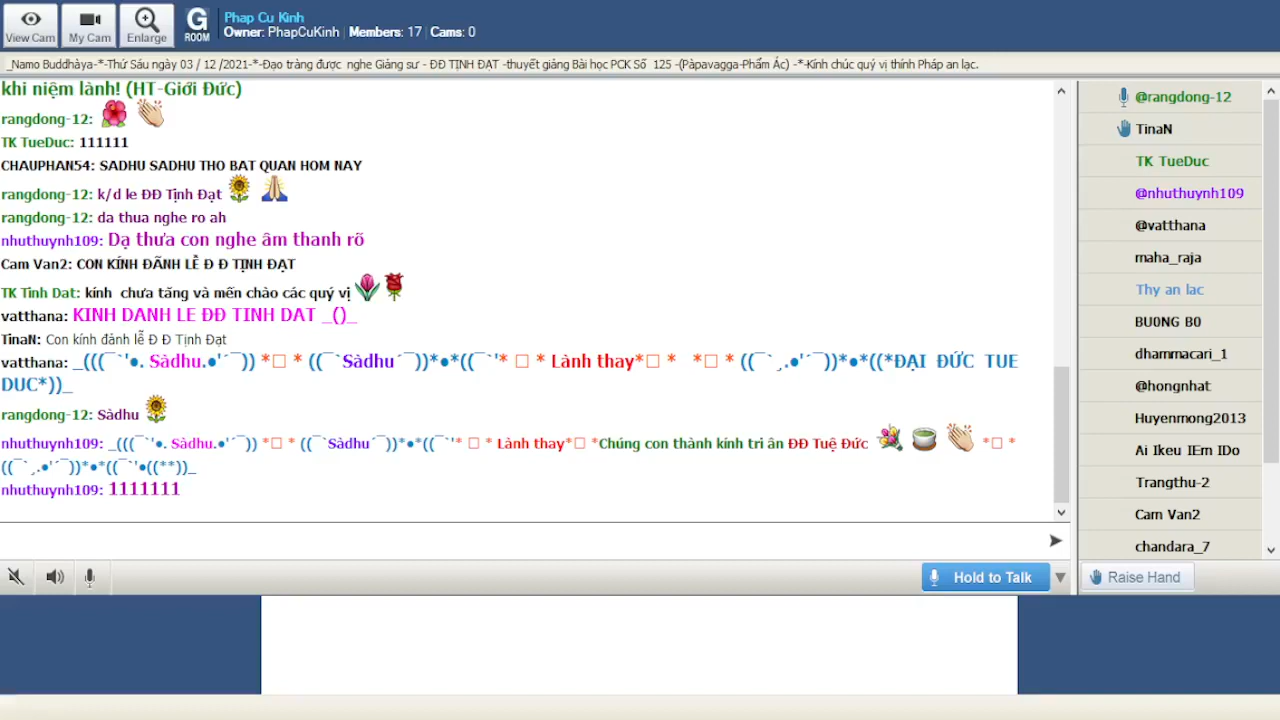 View Cam
My Cam
Enlarge
G
ROOM
Phap Cu Kinh
Owner: PhapCuKinh | Members: 17 | Cams: 0
_Namo Buddhàya-*-Thứ Sáu ngày 03 / 12 /2021-*-Đạo tràng được nghe Giảng sư - ĐĐ TỊNH ĐẠT -thuyết giảng Bài học PCK Số 125 -(Pàpavagga-Phẩm Ác) -*-Kính chúc quý vị thính Pháp an lạc.
khi niệm lành! (HT-Giới Đức)
rangdong-12:
TK TueDuc: 111111
CHAUPHAN54: SADHU SADHU THO BAT QUAN HOM NAY
rangdong-12: k/d le ĐĐ Tịnh Đạt
rangdong-12: da thua nghe ro ah
nhuthuynh109: Dạ thưa con nghe âm thanh rõ
Cam Van2: CON KÍNH ĐÃNH LỄ Đ Đ TỊNH ĐẠT
TK Tinh Dat: kính chưa tăng và mến chào các quý vị
vatthana: KINH DANH LE ĐĐ TINH DAT _()_
TinaN: Con kính đảnh lễ Đ Đ Tịnh Đạt
vatthana: _(((¯`'•. Sàdhu.•'´¯)) *□ * ((¯`Sàdhu´¯))*•*((¯`'* □ * Lành thay*□ * *□ * ((¯`¸.•'´¯))*•*((*ĐẠI ĐỨC TUE
DUC*))_
rangdong-12: Sàdhu
nhuthuynh109: _(((¯`'•. Sàdhu.•'´¯)) *□ * ((¯`Sàdhu´¯))*•*((¯`'* □ * Lành thay*□ *Chúng con thành kính tri ân ĐĐ Tuệ Đức *□ *
((¯`¸.•'´¯))*•*((¯`'•((**))_
nhuthuynh109: 1111111
Hold to Talk
@rangdong-12
TinaN
TK TueDuc
@nhuthuynh109
@vatthana
maha_raja
Thy an lac
BU0NG B0
dhammacari_1
@hongnhat
Huyenmong2013
Ai Ikeu IEm IDo
Trangthu-2
Cam Van2
chandara_7
Raise Hand